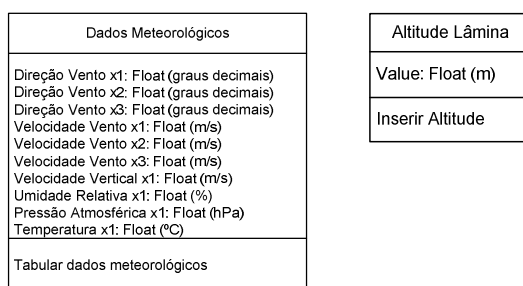 Dados Meteorológicos
Direção Vento x1: Float (graus decimais)
Direção Vento x2: Float (graus decimais)
Direção Vento x3: Float (graus decimais)
Velocidade Vento x1: Float (m/s)
Velocidade Vento x2: Float (m/s)
Velocidade Vento x3: Float (m/s)
Velocidade Vertical x1: Float (m/s)
Umidade Relativa x1: Float (%)
Pressão Atmosférica x1: Float (hPa)
Temperatura x1: Float (ºC)
Tabular dados meteorológicos
Altitude Lâmina
Value: Float (m)
Inserir Altitude